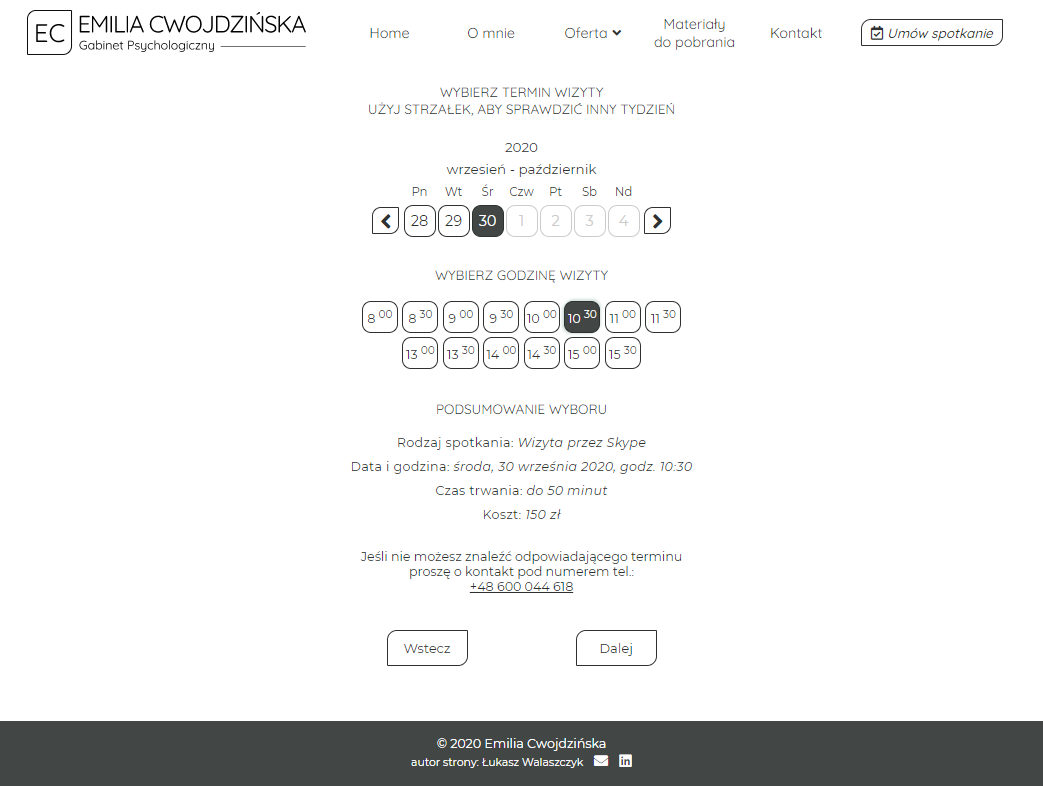 EC EMILIA CWOJDZIŃSKA
Gabinet Psychologiczny
Home
O mnie
Oferta
Materiały
do pobrania
Kontakt
Umów spotkanie
WYBIERZ TERMIN WIZYTY
UŻYJ STRZAŁEK, ABY SPRAWDZIĆ INNY TYDZIEŃ
2020
wrzesień - październik
Pn Wt Śr Czw Pt Sb Nd
28 29 30 1 2 3 4
WYBIERZ GODZINĘ WIZYTY
8 00 8 30 9 00 9 30 10 00 10 30 11 00 11 30
13 00 13 30 14 00 14 30 15 00 15 30
PODSUMOWANIE WYBORU
Rodzaj spotkania: Wizyta przez Skype
Data i godzina: środa, 30 września 2020, godz. 10:30
Czas trwania: do 50 minut
Koszt: 150 zł
Jeśli nie możesz znaleźć odpowiadającego terminu
proszę o kontakt pod numerem tel.:
+48 600 044 618
Wstecz
Dalej
© 2020 Emilia Cwojdzińska
autor strony: Łukasz Walaszczyk